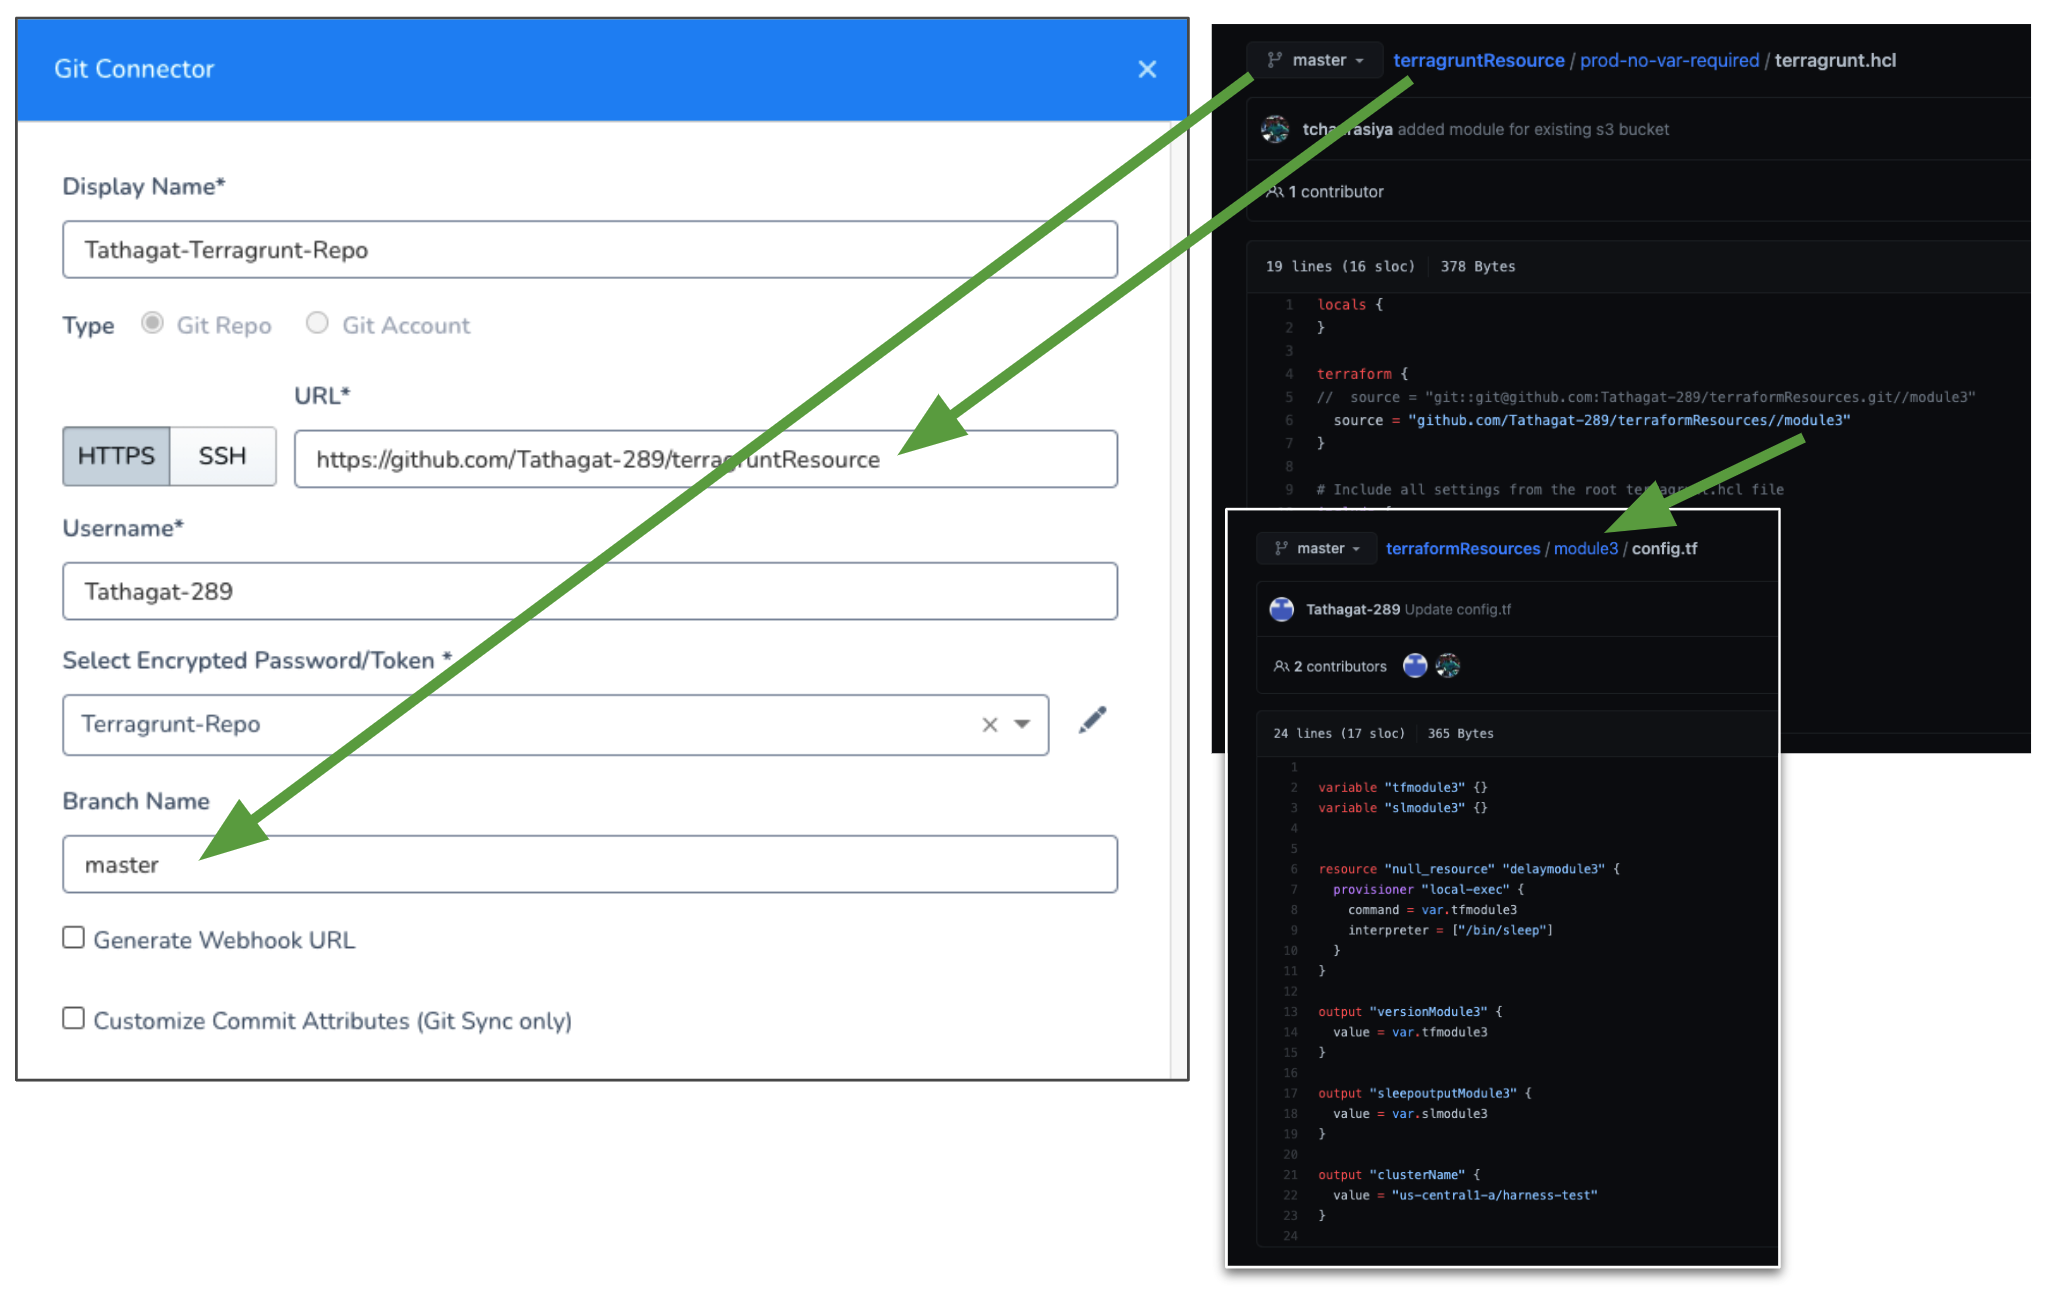 Git Connector
Display Name*
Tathagat-Terragrunt-Repo
Type Git Repo Git Account
URL*
HTTPS SSH https://github.com/Tathagat-289/terragruntResource
Username*
Tathagat-289
Select Encrypted Password/Token *
Terragrunt-Repo
Branch Name
master
Generate Webhook URL
Customize Commit Attributes (Git Sync only)
master terragruntResource / prod-no-var-required / terragrunt.hcl
added module for existing s3 bucket
1 contributor
19 lines (16 sloc) 378 Bytes
1 locals {
2 }
3
4 terraform {
5 //  source = "git::git@github.com:Tathagat-289/terraformResources.git//module3"
6   source = "github.com/Tathagat-289/terraformResources//module3"
7 }
8
9 # Include all settings from the root terragrunt.hcl file
master terraformResources / module3 / config.tf
Tathagat-289 Update config.tf
2 contributors
24 lines (17 sloc) 365 Bytes
1
2 variable "tfmodule3" {}
3 variable "slmodule3" {}
4
5
6 resource "null_resource" "delaymodule3" {
7   provisioner "local-exec" {
8     command = var.tfmodule3
9     interpreter = ["/bin/sleep"]
10   }
11 }
12
13 output "versionModule3" {
14   value = var.tfmodule3
15 }
16
17 output "sleepoutputModule3" {
18   value = var.slmodule3
19 }
20
21 output "clusterName" {
22   value = "us-central1-a/harness-test"
23 }
24